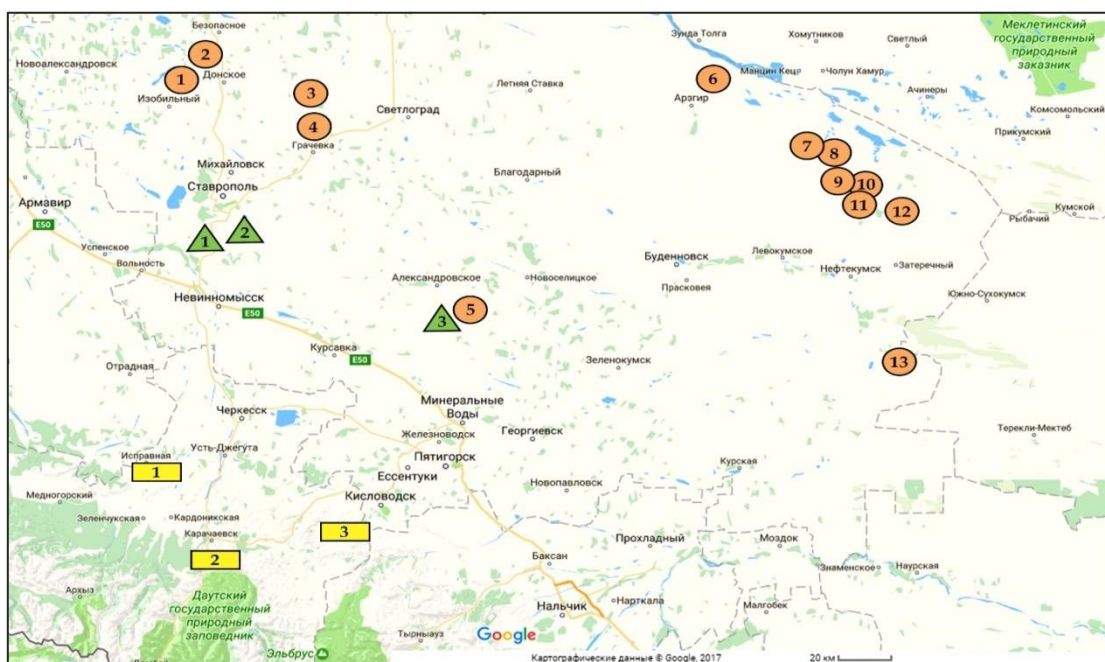 Безопасное
Зунда Толга
Хомутников
Светлый
Меклетинский
государственный
природный
заказник
Новоалександровск
2
1
Донское
Изобильный
3
Летняя Ставка
6
Манцин Кец
Чолун Хамур
Ачинеры
Арзгир
Светлоград
Комсомольский
4
Грачевка
Прикумский
7
8
Михайловск
Благодарный
Ставрополь
9
10
11
12
Армавир
E50
Рыбачий
Кумской
1
2
Успенское
Вольность
Буденновск
Левокумское
Нефтекумск
Затеречный
Прасковея
Александровское
Новоселицкое
Южно-Сухокумск
Невинномысск
E50
3
5
Курсавка
E50
Отрадная
Зеленокумск
13
Минеральные
Воды
Черкесск
Железноводск
Георгиевск
Терекли-Мектеб
Усть-Джегута
Исправная
1
Пятигорск
Ессентуки
Курская
Новопавловск
Медногорский
Кисловодск
Зеленчукская
Кардоникская
Карачаевск
3
Прохладный
Моздок
2
Баксан
Знаменское
Наурская
Архыз
Даутский
государственный
природный
заповедник
Нальчик
Нарткала
Малгобек
Тырныауз
Google
Эльбрус
Картографические данные © Google, 2017
20 км